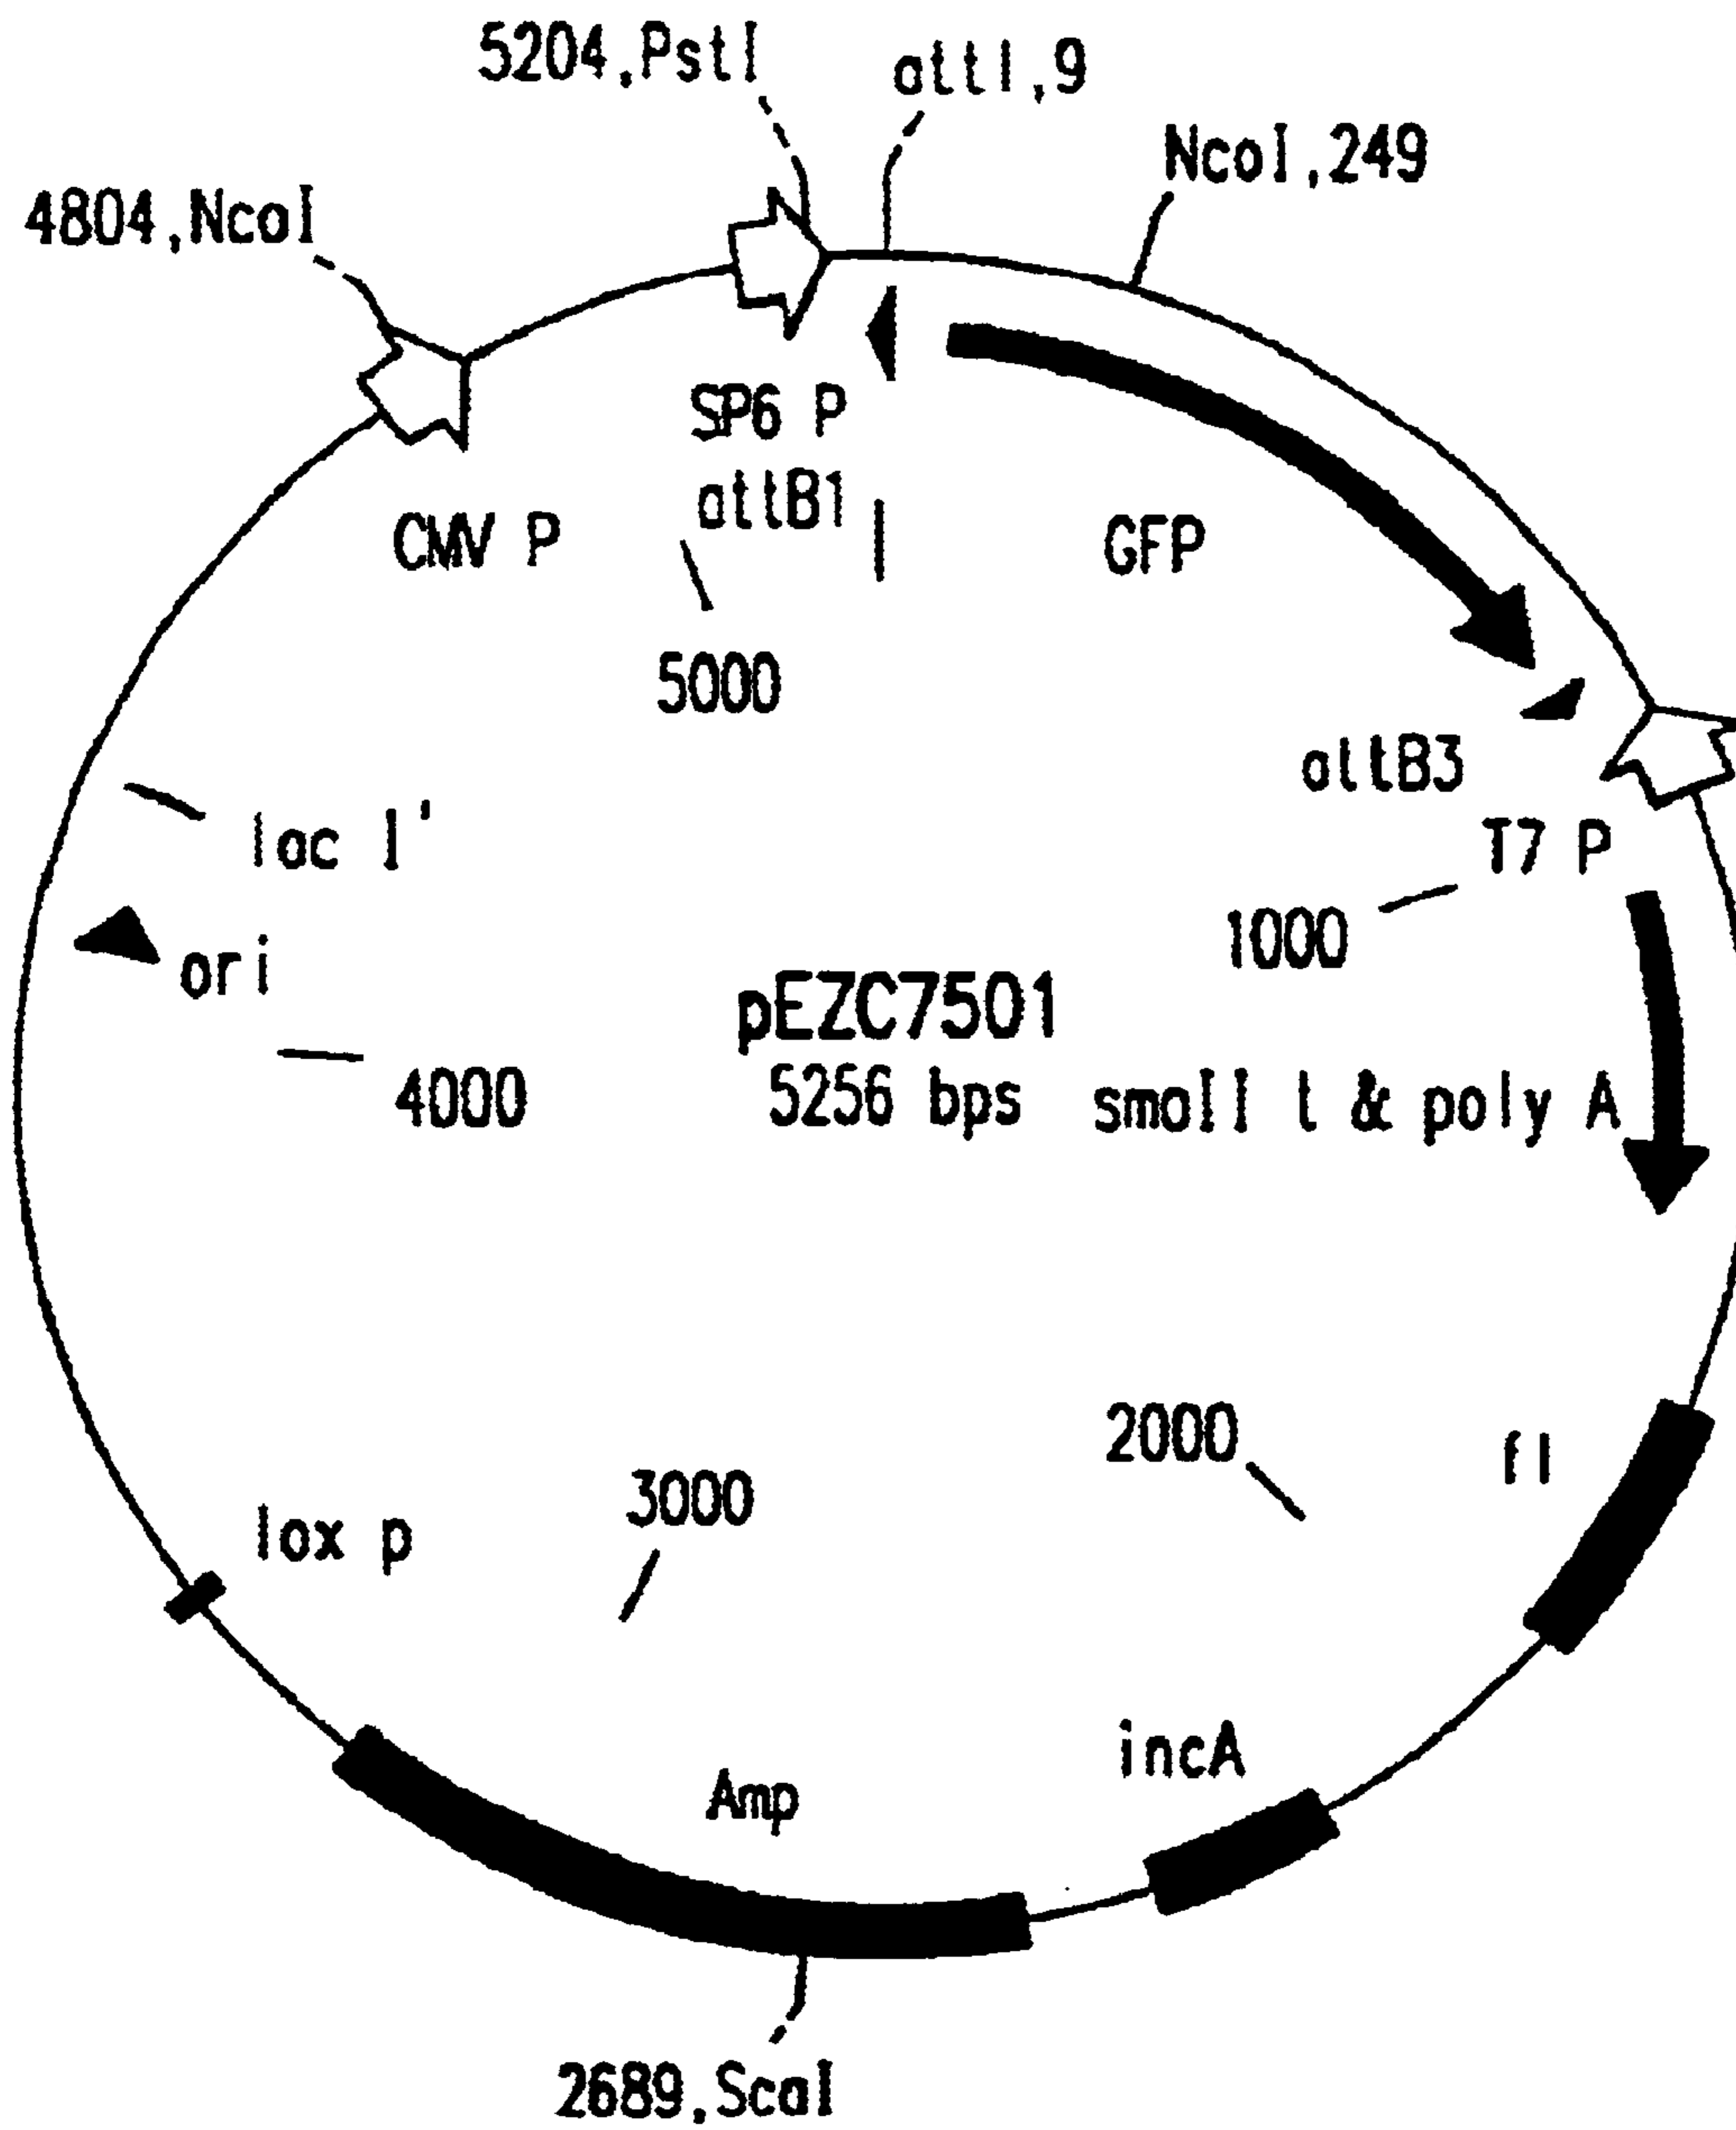 5204,PstI
attI,9
NcoI,249
4804,NcoI
SP6 P
attB1
CMV P
GFP
5000
attB3
lac I'
T7 P
1000
ori
pEZC7501
5256 bps
small t & poly A
4000
2000
fI
3000
lox p
incA
Amp
2689,ScaI